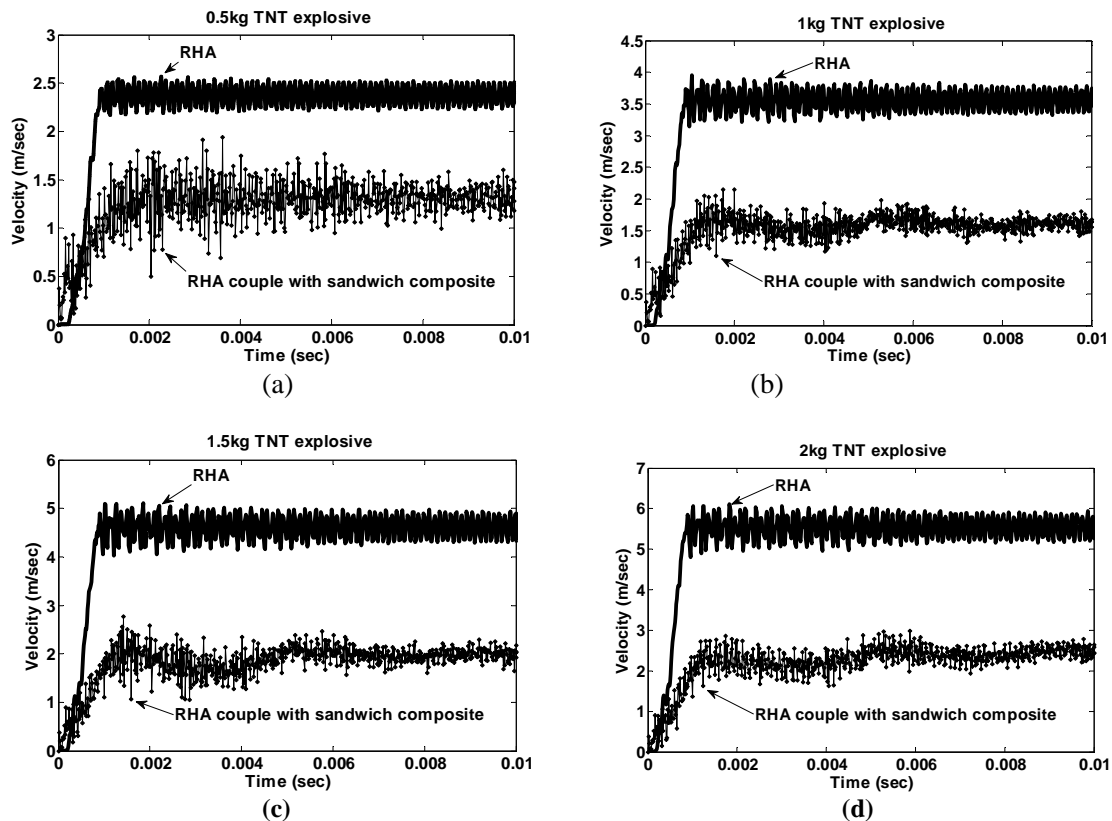 0.5kg TNT explosive
3
2.5
2
1.5
1
0.5
0
Velocity (m/sec)
RHA
RHA couple with sandwich composite
0
0.002
0.004
0.006
0.008
0.01
Time (sec)
(a)
1kg TNT explosive
4.5
4
3.5
3
2.5
2
1.5
1
0.5
0
Velocity (m/sec)
RHA
RHA couple with sandwich composite
0
0.002
0.004
0.006
0.008
0.01
Time (sec)
(b)
1.5kg TNT explosive
6
5
4
3
2
1
0
Velocity (m/sec)
RHA
RHA couple with sandwich composite
0
0.002
0.004
0.006
0.008
0.01
Time (sec)
(c)
2kg TNT explosive
7
6
5
4
3
2
1
0
Velocity (m/sec)
RHA
RHA couple with sandwich composite
0
0.002
0.004
0.006
0.008
0.01
Time (sec)
(d)